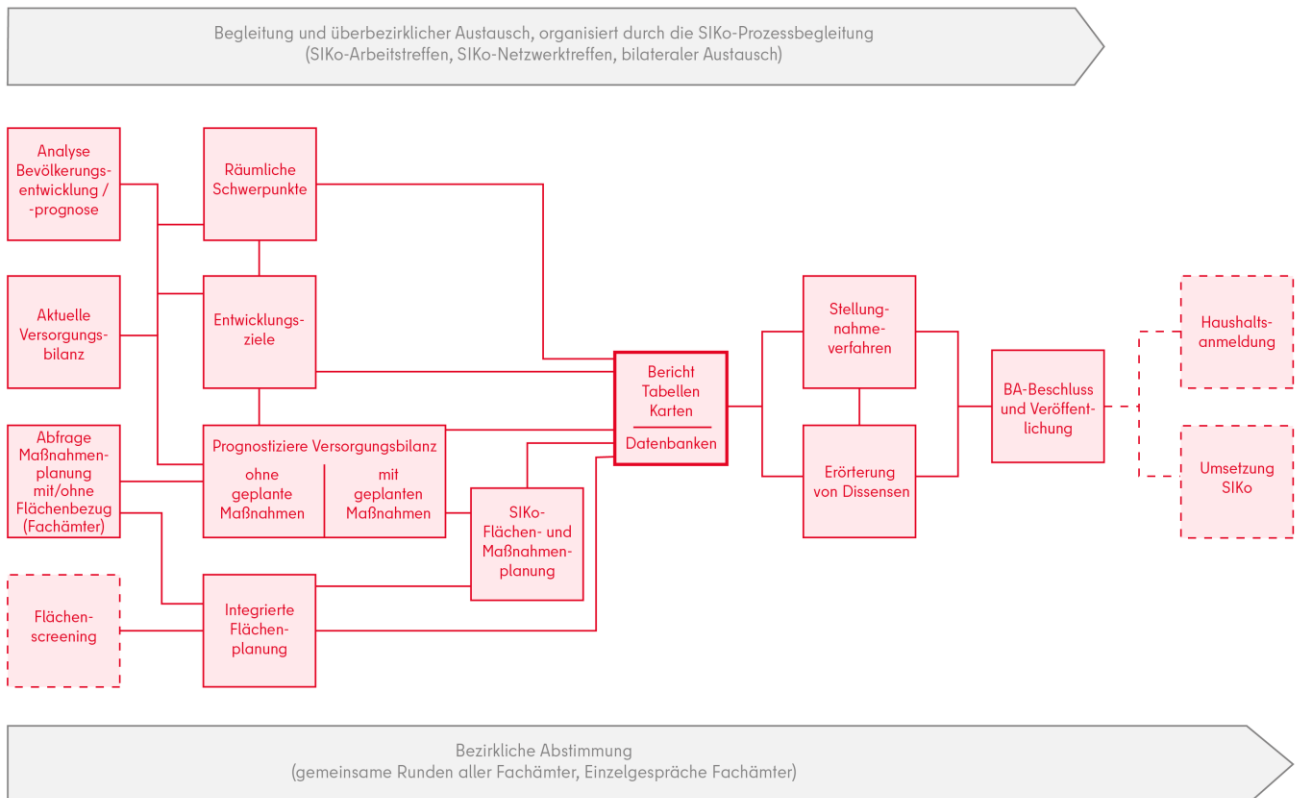 Begleitung und überbezirklicher Austausch, organisiert durch die SIKo-Prozessbegleitung
(SIKo-Arbeitstreffen, SIKo-Netzwerktreffen, bilateraler Austausch)
Analyse
Bevölkerungs-
entwicklung /
-prognose
Räumliche
Schwerpunkte
Aktuelle
Versorgungs-
bilanz
Entwicklungs-
ziele
Abfrage
Maßnahmen-
planung
mit/ohne
Flächenbezug
(Fachämter)
Prognostiziere Versorgungsbilanz
ohne
geplante
Maßnahmen
mit
geplanten
Maßnahmen
Flächen-
screening
Integrierte
Flächen-
planung
SIKo-
Flächen- und
Maßnahmen-
planung
Bericht
Tabellen
Karten
Datenbanken
Stellung-
nahme-
verfahren
Erörterung
von Dissensen
BA-Beschluss
und Veröffent-
lichung
Haushalts-
anmeldung
Umsetzung
SIKo
Bezirkliche Abstimmung
(gemeinsame Runden aller Fachämter, Einzelgespräche Fachämter)